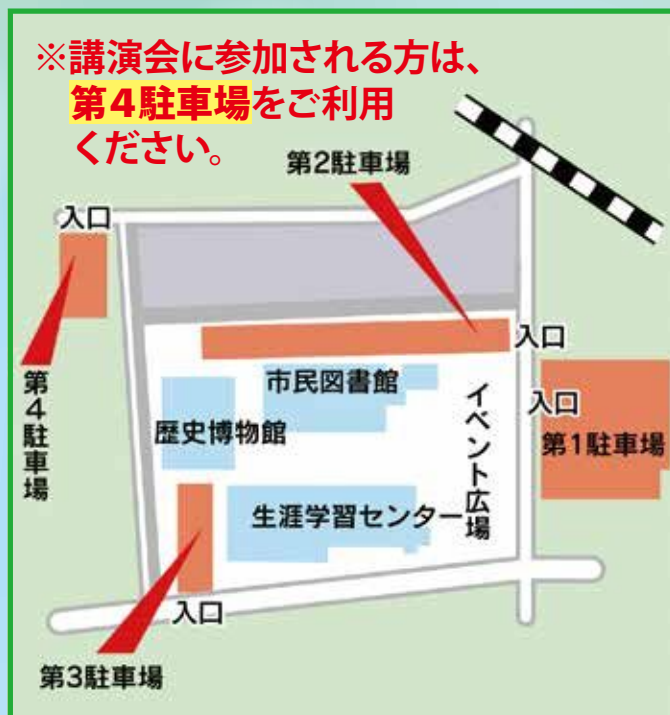 ※講演会に参加される方は、
第4駐車場をご利用
ください。
第2駐車場
入口
入口
市民図書館
第4駐車場
歴史博物館
イベント広場
入口
第1駐車場
生涯学習センター
入口
第3駐車場